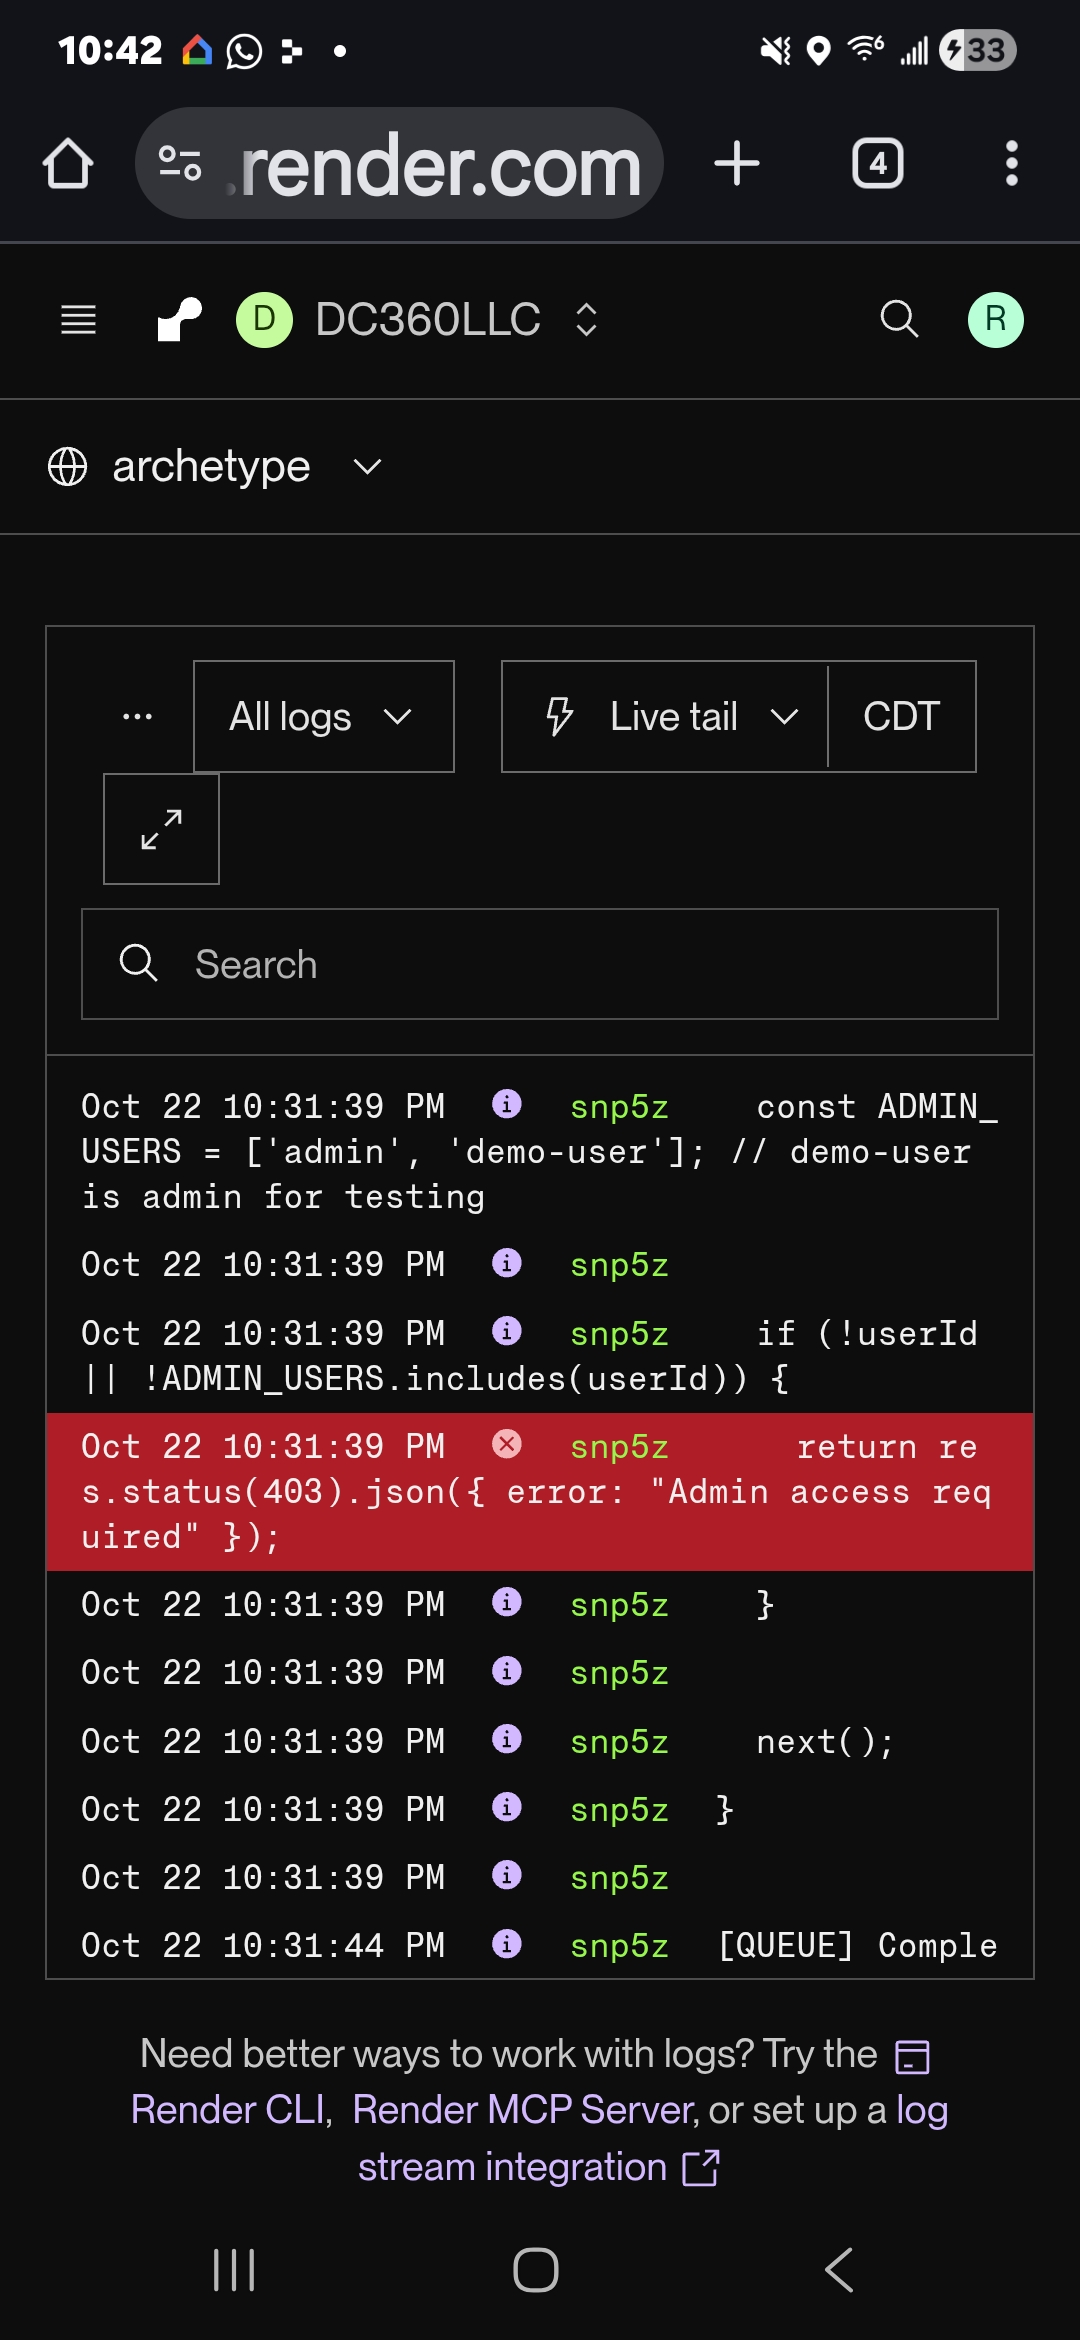 10:42
6
33
.render.com
4
D DC360LLC
R
archetype
All logs
Live tail
CDT
Search
Oct 22 10:31:39 PM i snp5z const ADMIN_
USERS = ['admin', 'demo-user']; // demo-user
is admin for testing
Oct 22 10:31:39 PM i snp5z
Oct 22 10:31:39 PM i snp5z if (!userId
|| !ADMIN_USERS.includes(userId)) {
Oct 22 10:31:39 PM snp5z return re
s.status(403).json({ error: "Admin access req
uired" });
Oct 22 10:31:39 PM i snp5z }
Oct 22 10:31:39 PM i snp5z
Oct 22 10:31:39 PM i snp5z next();
Oct 22 10:31:39 PM i snp5z }
Oct 22 10:31:39 PM i snp5z
Oct 22 10:31:44 PM i snp5z [QUEUE] Comple
Need better ways to work with logs? Try the
Render CLI, Render MCP Server, or set up a log
stream integration